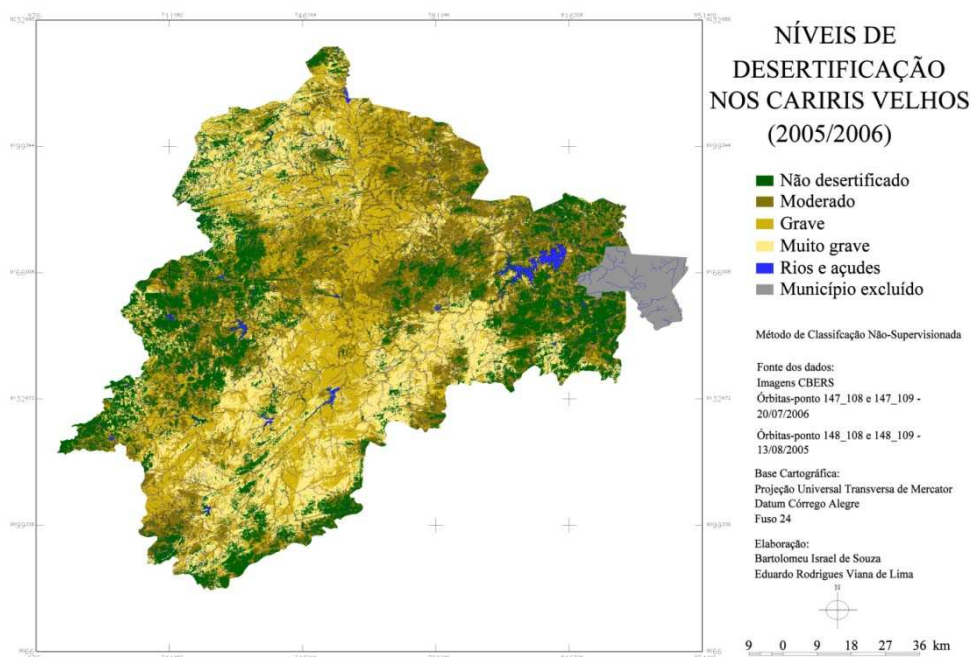 NÍVEIS DE
DESERTIFICAÇÃO
NOS CARIRIS VELHOS
(2005/2006)
Não desertificado
Moderado
Grave
Muito grave
Rios e açudes
Município excluído
Método de Classifcação Não-Supervisionada
Fonte dos dados:
Imagens CBERS
Órbitas-ponto 147_108 e 147_109 -
20/07/2006
Órbitas-ponto 148_108 e 148_109 -
13/08/2005
Base Cartográfica:
Projeção Universal Transversa de Mercator
Datum Córrego Alegre
Fuso 24
Elaboração:
Bartolomeu Israel de Souza
Eduardo Rodrigues Viana de Lima
N
9 0 9 18 27 36 km